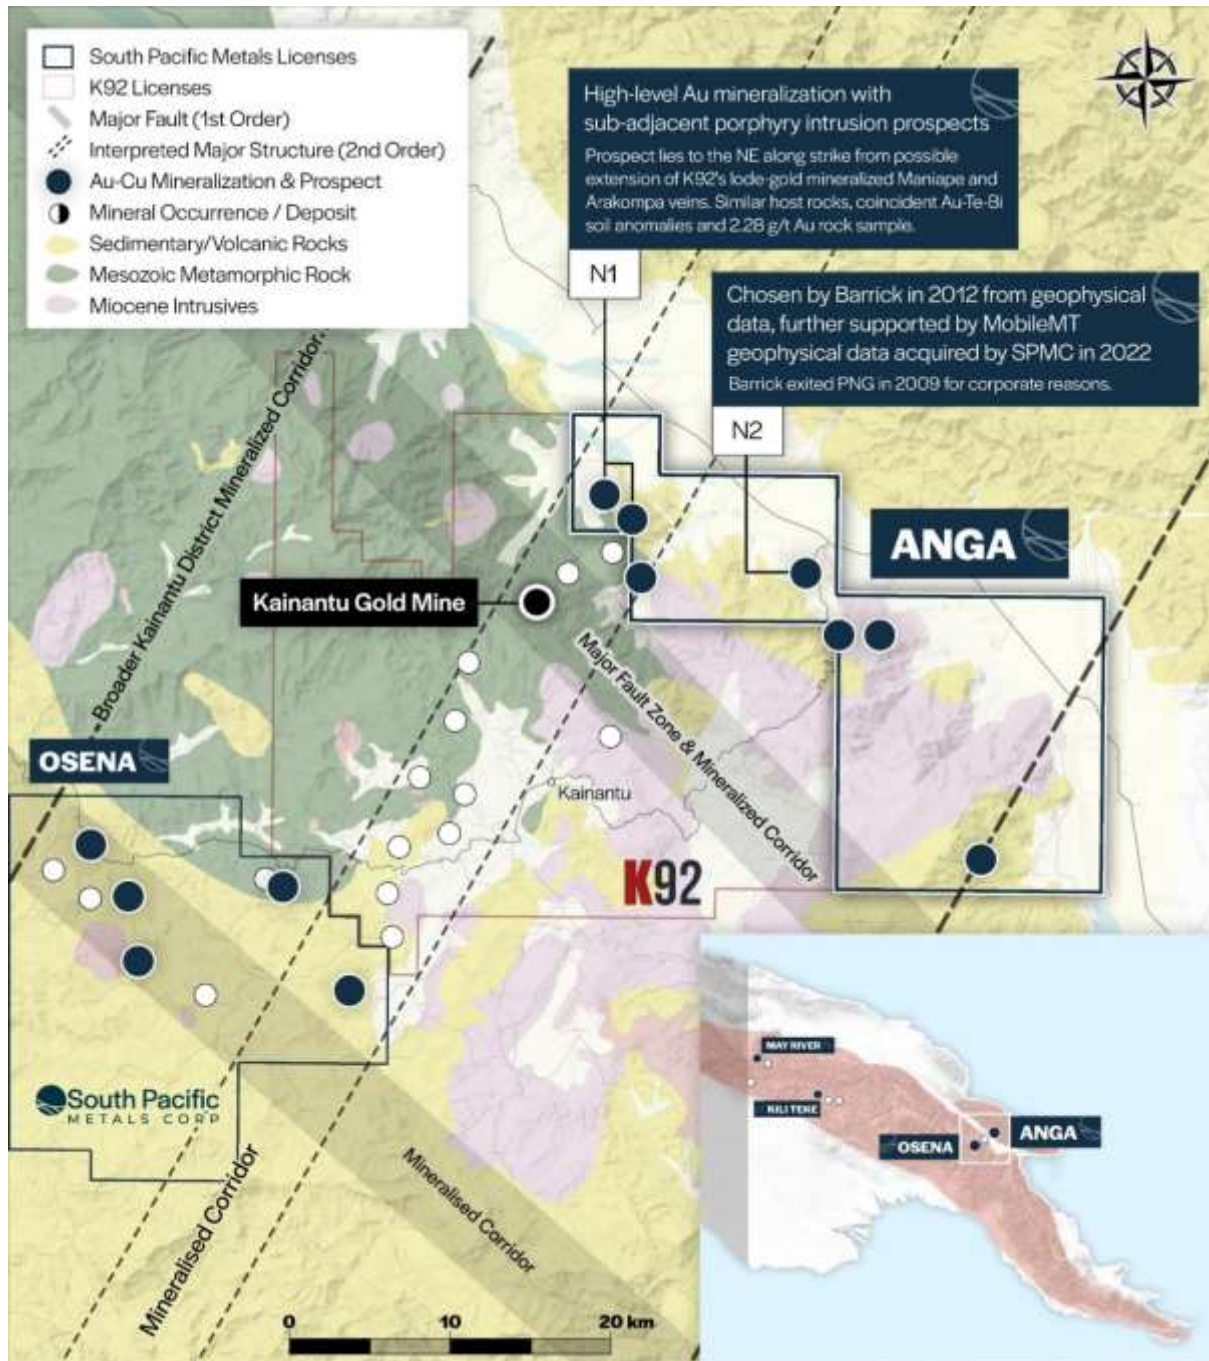 South Pacific Metals Licenses
K92 Licenses
Major Fault (1st Order)
Interpreted Major Structure (2nd Order)
Au-Cu Mineralization & Prospect
Mineral Occurrence / Deposit
Sedimentary/Volcanic Rocks
Mesozoic Metamorphic Rock
Miocene Intrusives
High-level Au mineralization with
sub-adjacent porphyry intrusion prospects
Prospect lies to the NE along strike from possible
extension of K92's lode-gold mineralized Maniape and
Arakompa veins. Similar host rocks, coincident Au-Te-Bi
soil anomalies and 2.28 g/t Au rock sample.
N1
Chosen by Barrick in 2012 from geophysical
data, further supported by MobileMT
geophysical data acquired by SPMC in 2022
Barrick exited PNG in 2009 for corporate reasons.
N2
Broader Kainantu District Mineralized Corridor
ANGA
Kainantu Gold Mine
Major Fault Zone & Mineralized Corridor
OSENA
Kainantu
K92
South Pacific
METALS CORP
Mineralised Corridor
Mineralised Corridor
0 10 20 km
MAY RIVER
KILI TEKE
OSENA
ANGA